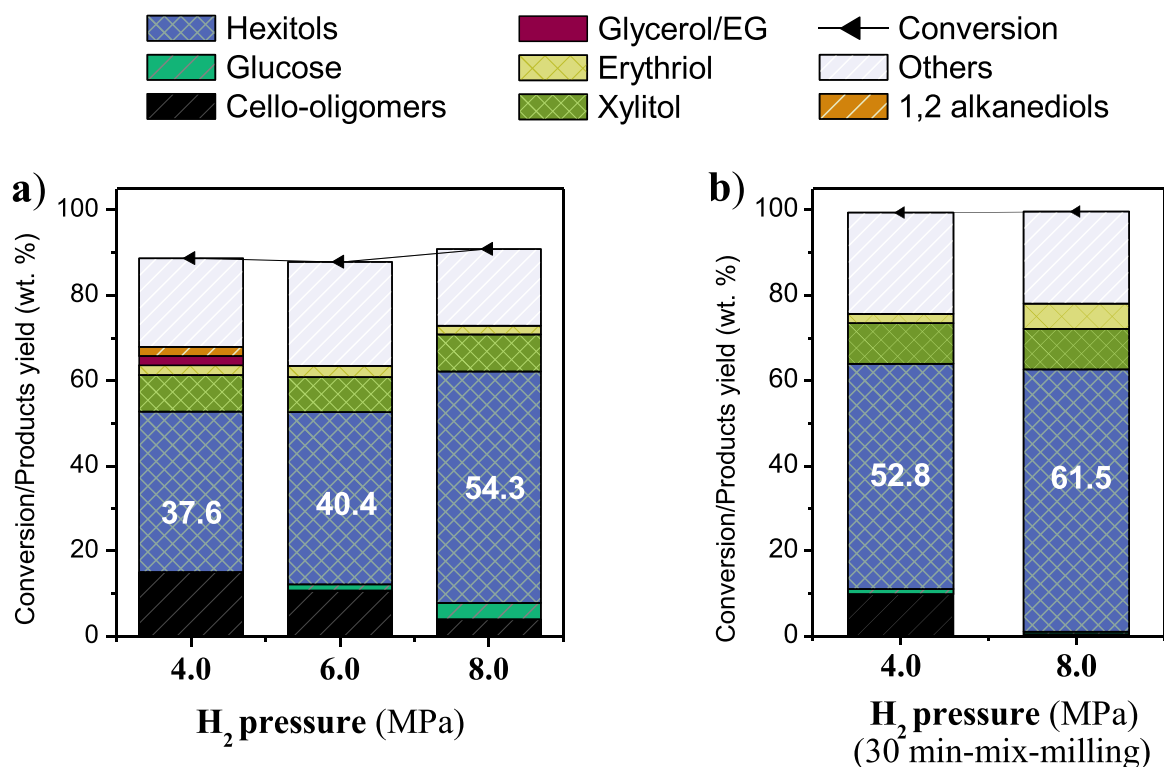 Hexitols Glycerol/EG Conversion
Glucose Erythriol Others
Cello-oligomers Xylitol 1,2 alkanediols
a) b)
Conversion/Products yield (wt. %)
100
80
60
40
20
0
37.6 40.4 54.3
4.0 6.0 8.0
H₂ pressure (MPa)
Conversion/Products yield (wt. %)
100
80
60
40
20
0
52.8 61.5
4.0 8.0
H₂ pressure (MPa)
(30 min-mix-milling)